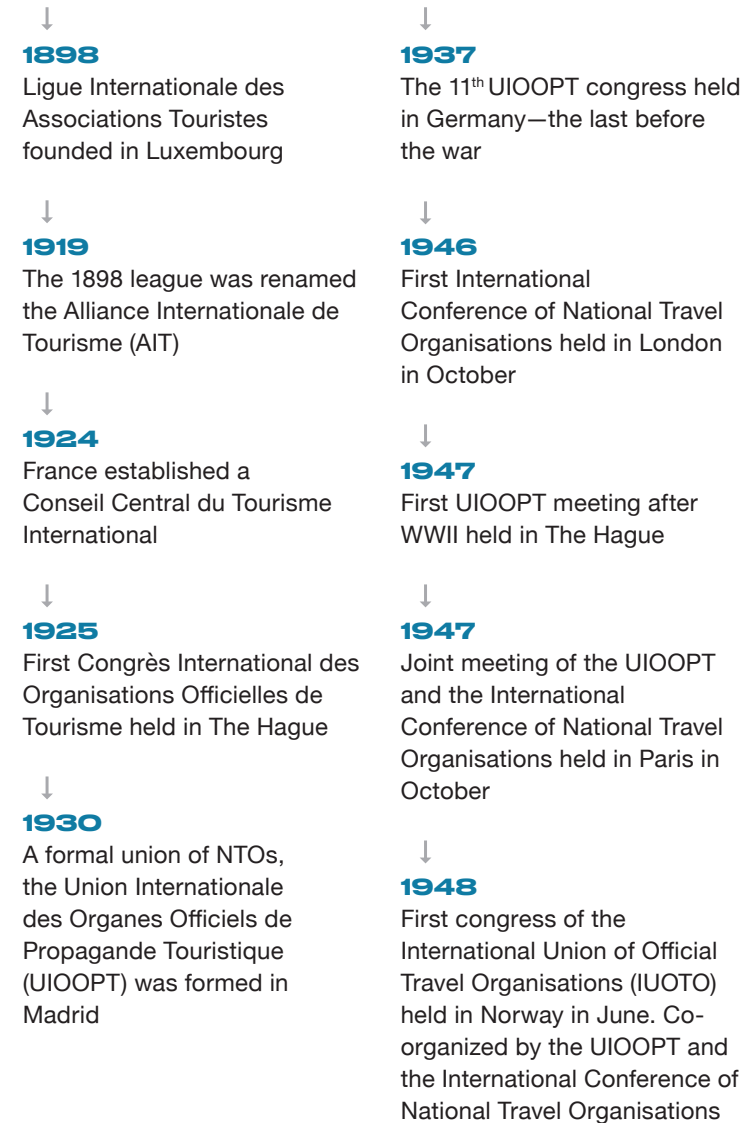 1898
Ligue Internationale des
Associations Touristes
founded in Luxembourg
1919
The 1898 league was renamed
the Alliance Internationale de
Tourisme (AIT)
1924
France established a
Conseil Central du Tourisme
International
1925
First Congrès International des
Organisations Officielles de
Tourisme held in The Hague
1930
A formal union of NTOs,
the Union Internationale
des Organes Officiels de
Propagande Touristique
(UIOOPT) was formed in
Madrid
1937
The 11th UIOOPT congress held
in Germany—the last before
the war
1946
First International
Conference of National Travel
Organisations held in London
in October
1947
First UIOOPT meeting after
WWII held in The Hague
1947
Joint meeting of the UIOOPT
and the International
Conference of National Travel
Organisations held in Paris in
October
1948
First congress of the
International Union of Official
Travel Organisations (IUOTO)
held in Norway in June. Co-
organized by the UIOOPT and
the International Conference of
National Travel Organisations